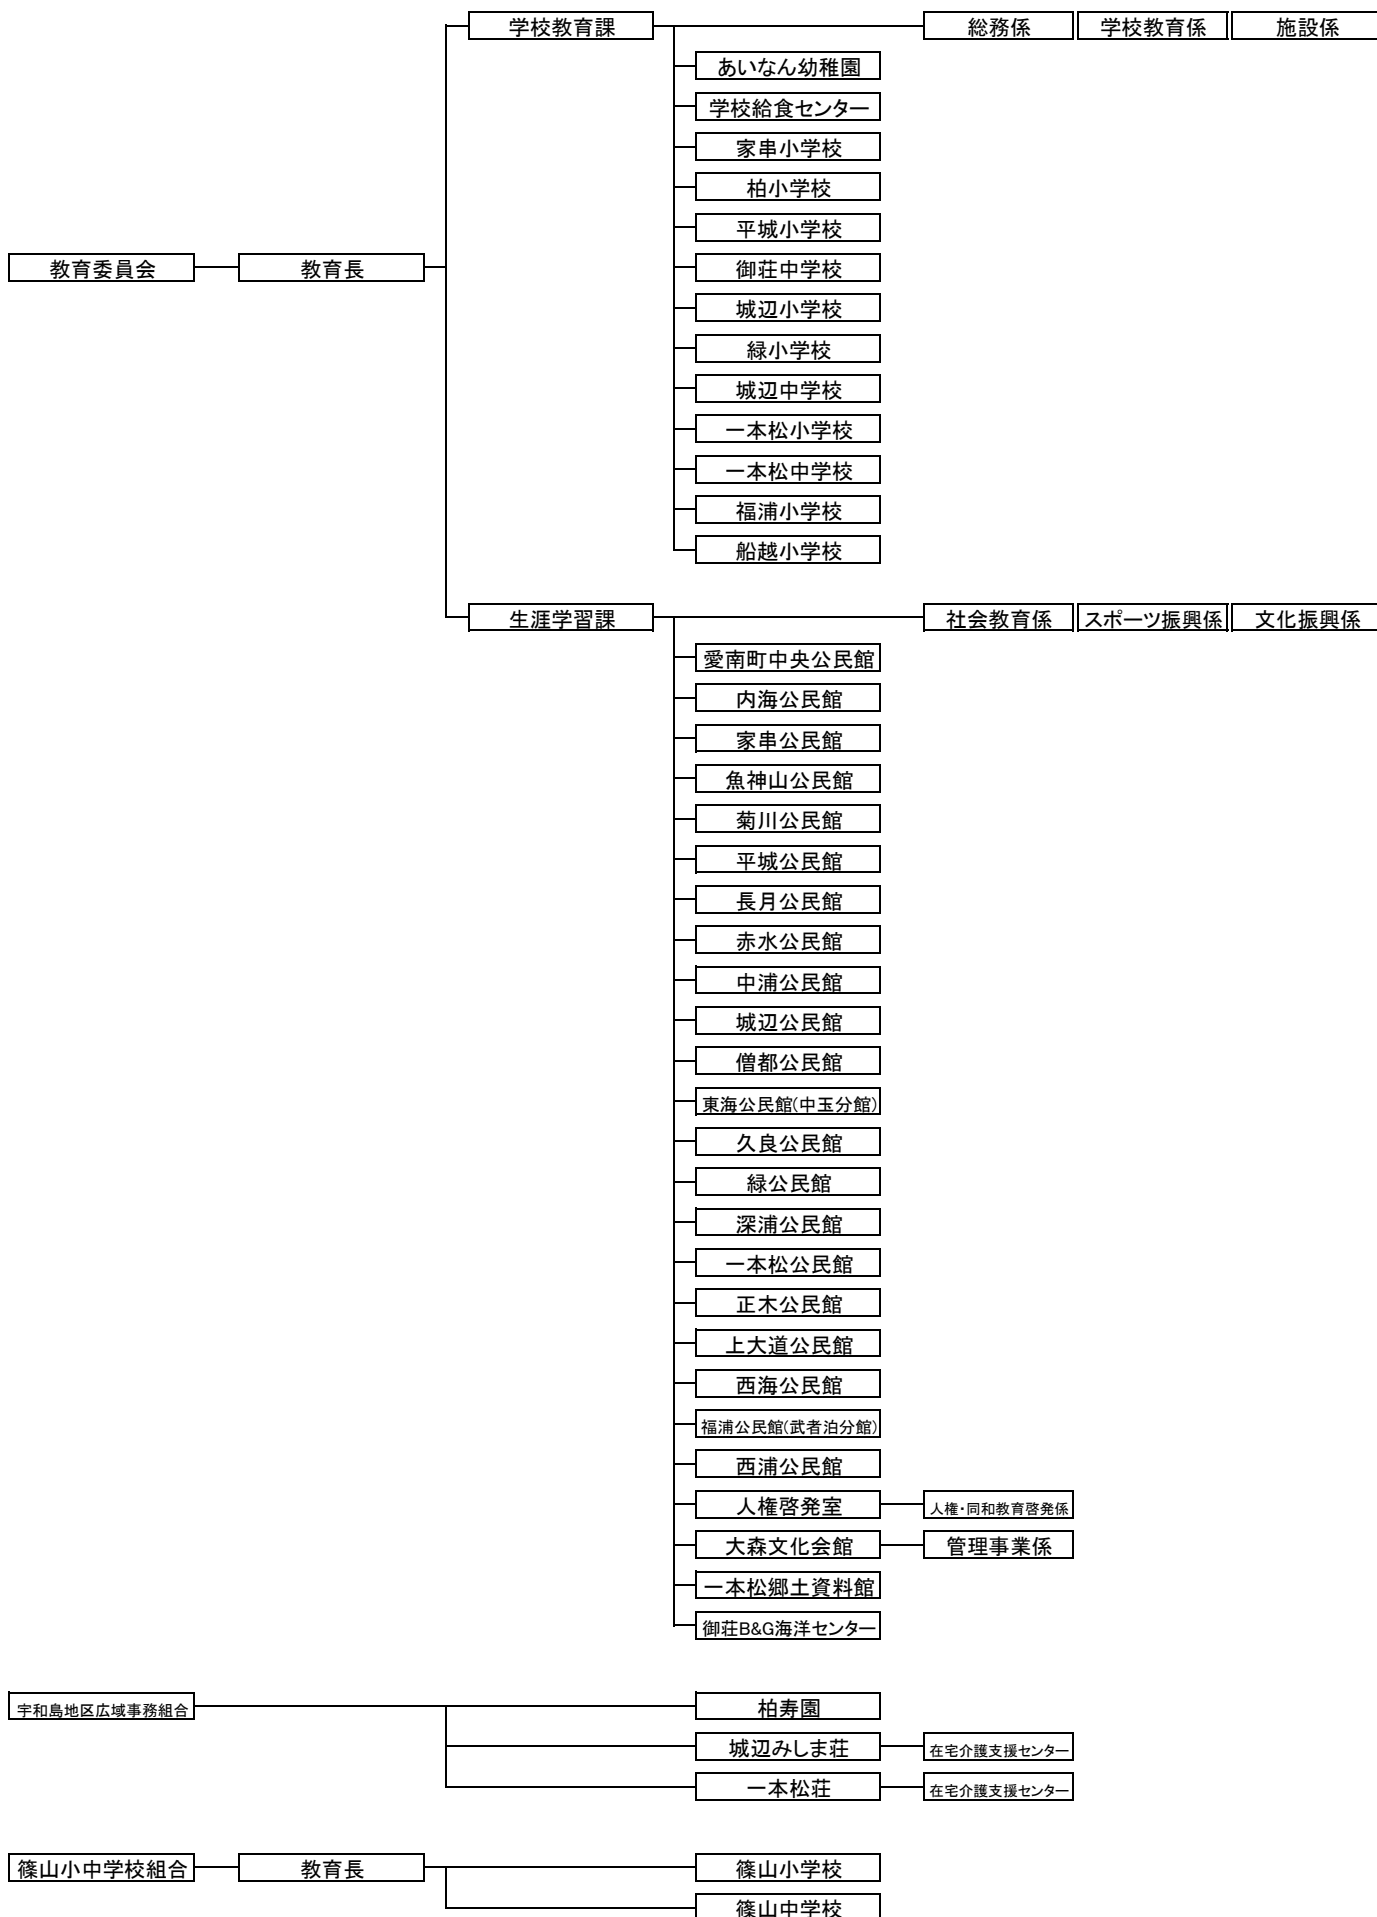 学校教育課 総務係 学校教育係 施設係
あいなん幼稚園
学校給食センター
家串小学校
柏小学校
平城小学校
教育委員会 教育長 御荘中学校
城辺小学校
緑小学校
城辺中学校
一本松小学校
一本松中学校
福浦小学校
船越小学校
生涯学習課 社会教育係 スポーツ振興係 文化振興係
愛南町中央公民館
内海公民館
家串公民館
魚神山公民館
菊川公民館
平城公民館
長月公民館
赤水公民館
中浦公民館
城辺公民館
僧都公民館
東海公民館(中玉分館)
久良公民館
緑公民館
深浦公民館
一本松公民館
正木公民館
上大道公民館
西海公民館
福浦公民館(武者泊分館)
西浦公民館
人権啓発室 人権・同和教育啓発係
大森文化会館 管理事業係
一本松郷土資料館
御荘B&G海洋センター
宇和島地区広域事務組合 柏寿園
城辺みしま荘 在宅介護支援センター
一本松荘 在宅介護支援センター
篠山小中学校組合 教育長 篠山小学校
篠山中学校